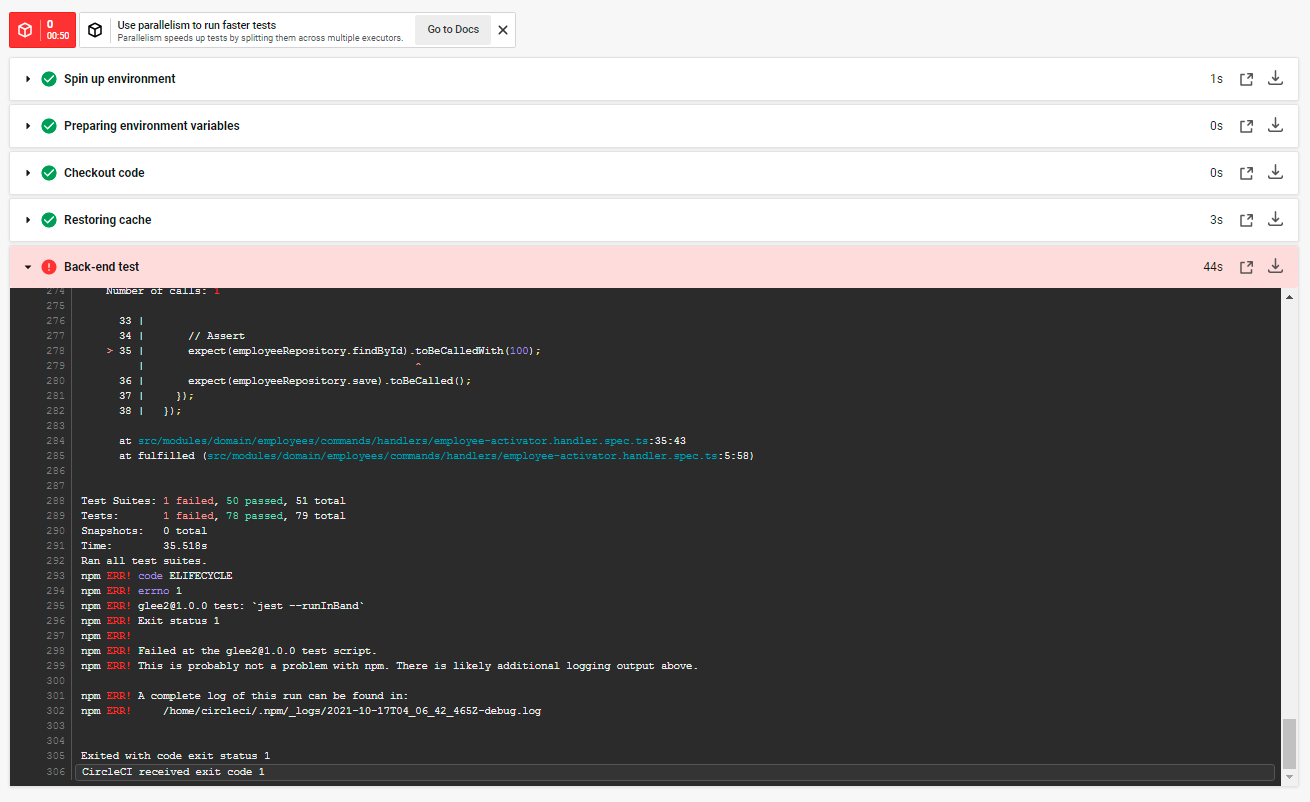 0
00:50
Use parallelism to run faster tests
Parallelism speeds up tests by splitting them across multiple executors.
Go to Docs
Spin up environment 1s
Preparing environment variables 0s
Checkout code 0s
Restoring cache 3s
Back-end test 44s
274 Number of calls: 1
275
276 33 |
277 34 | // Assert
278 > 35 | expect(employeeRepository.findById).toBeCalledWith(100);
279 | ^
280 36 | expect(employeeRepository.save).toBeCalled();
281 37 | });
282 38 | });
283
284 at src/modules/domain/employees/commands/handlers/employee-activator.handler.spec.ts:35:43
285 at fulfilled (src/modules/domain/employees/commands/handlers/employee-activator.handler.spec.ts:5:58)
286
287
288 Test Suites: 1 failed, 50 passed, 51 total
289 Tests: 1 failed, 78 passed, 79 total
290 Snapshots: 0 total
291 Time: 35.518s
292 Ran all test suites.
293 npm ERR! code ELIFECYCLE
294 npm ERR! errno 1
295 npm ERR! glee2@1.0.0 test: `jest --runInBand`
296 npm ERR! Exit status 1
297 npm ERR!
298 npm ERR! Failed at the glee2@1.0.0 test script.
299 npm ERR! This is probably not a problem with npm. There is likely additional logging output above.
300
301 npm ERR! A complete log of this run can be found in:
302 npm ERR! /home/circleci/.npm/_logs/2021-10-17T04_06_42_465Z-debug.log
303
304
305 Exited with code exit status 1
306 CircleCI received exit code 1